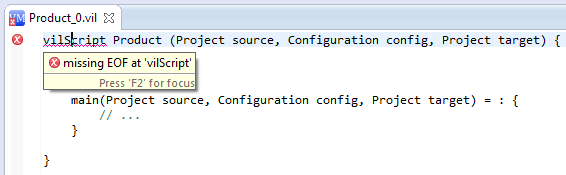 Product_0.vil
vilScript Product (Project source, Configuration config, Project target) {
missing EOF at 'vilScript'
Press 'F2' for focus
main(Project source, Configuration config, Project target) = : {
// ...
}
}